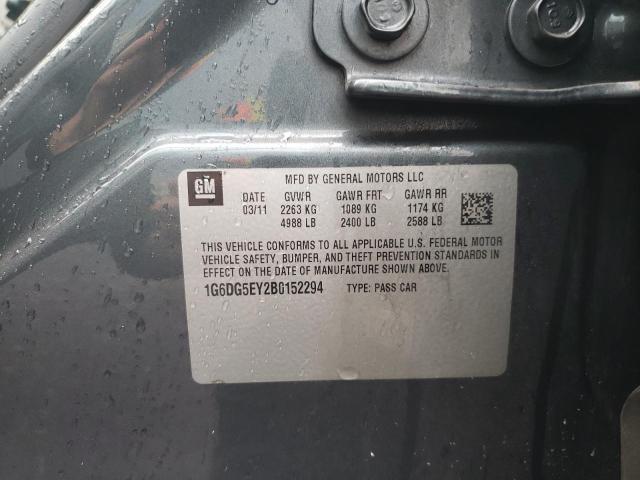 GM
MFD BY GENERAL MOTORS LLC
DATE GVWR GAWR FRT GAWR RR
03/11 2263 KG 1089 KG 1174 KG
4988 LB 2400 LB 2588 LB
THIS VEHICLE CONFORMS TO ALL APPLICABLE U.S. FEDERAL MOTOR
VEHICLE SAFETY, BUMPER, AND THEFT PREVENTION STANDARDS
IN EFFECT ON THE DATE OF MANUFACTURE SHOWN ABOVE.
1G6DG5EY2B0152294 TYPE: PASS CAR